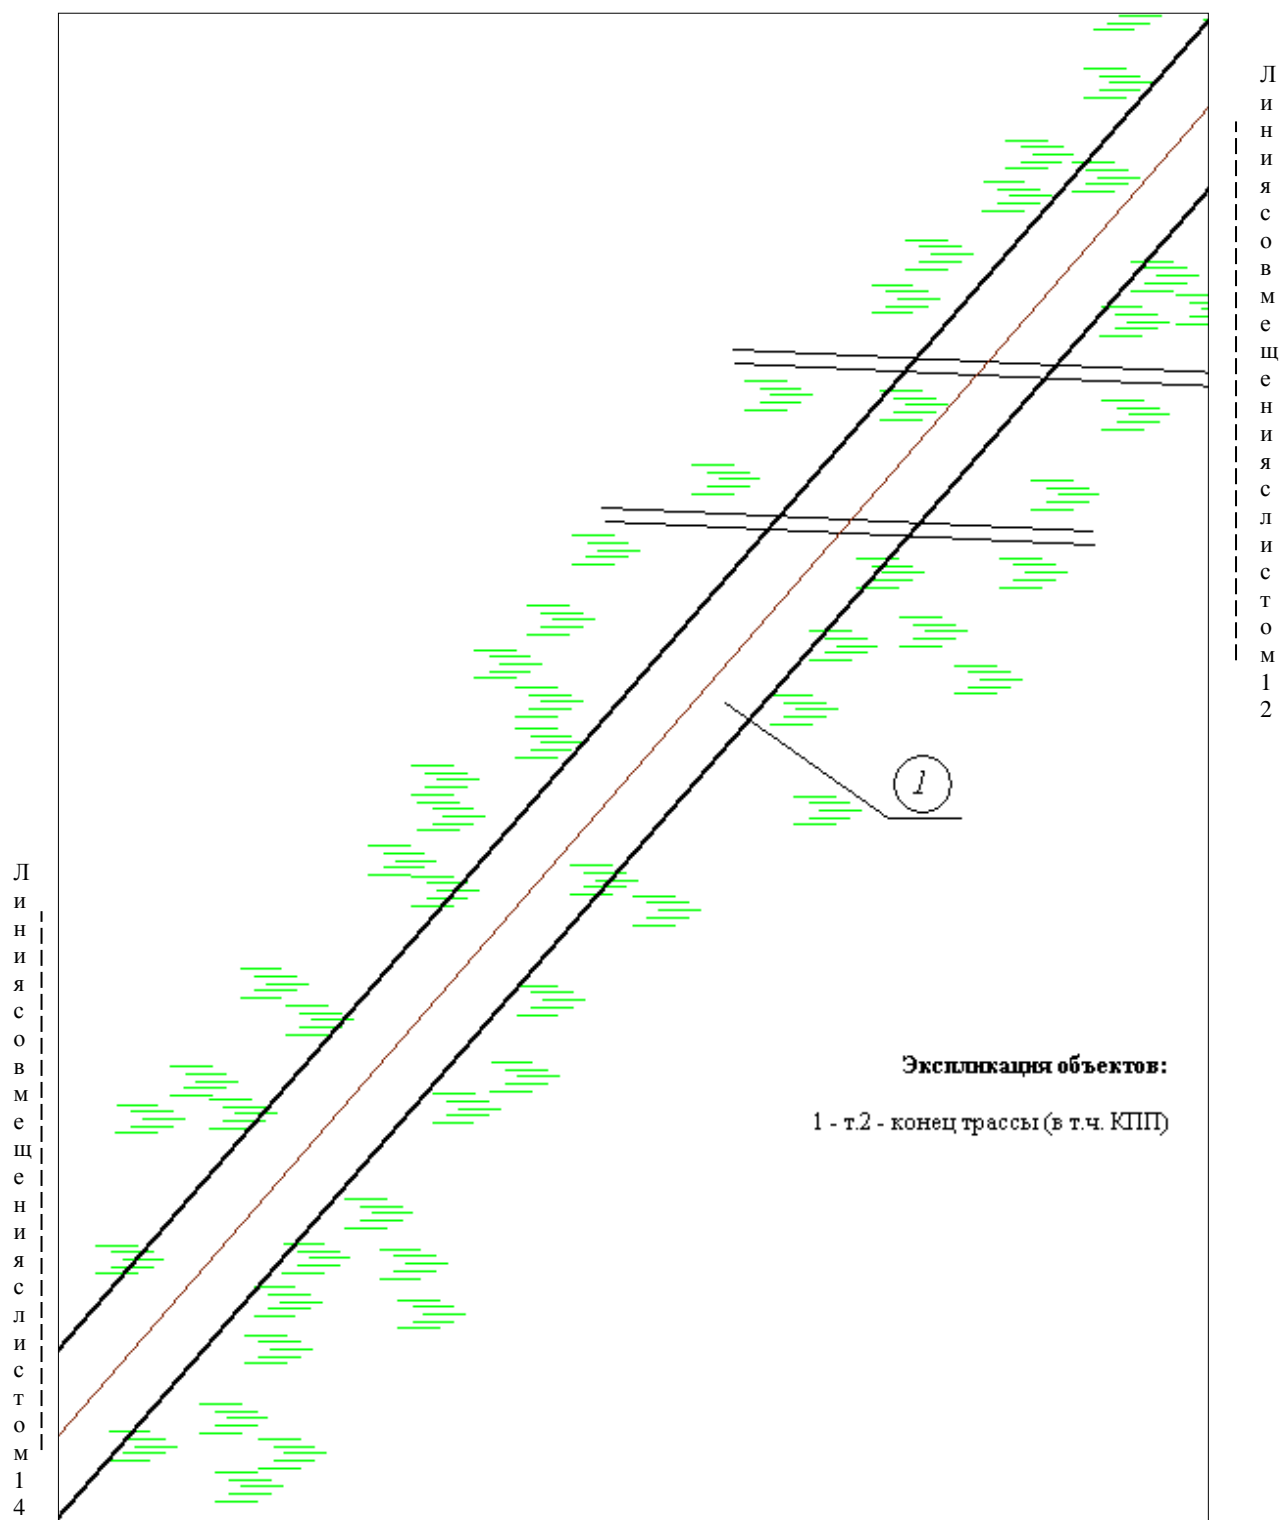 Линия совмещения с листом 12
1
Линия совмещения с листом 14
Экспликация объектов:
1 - т.2 - конец трассы (в т.ч. КПП)